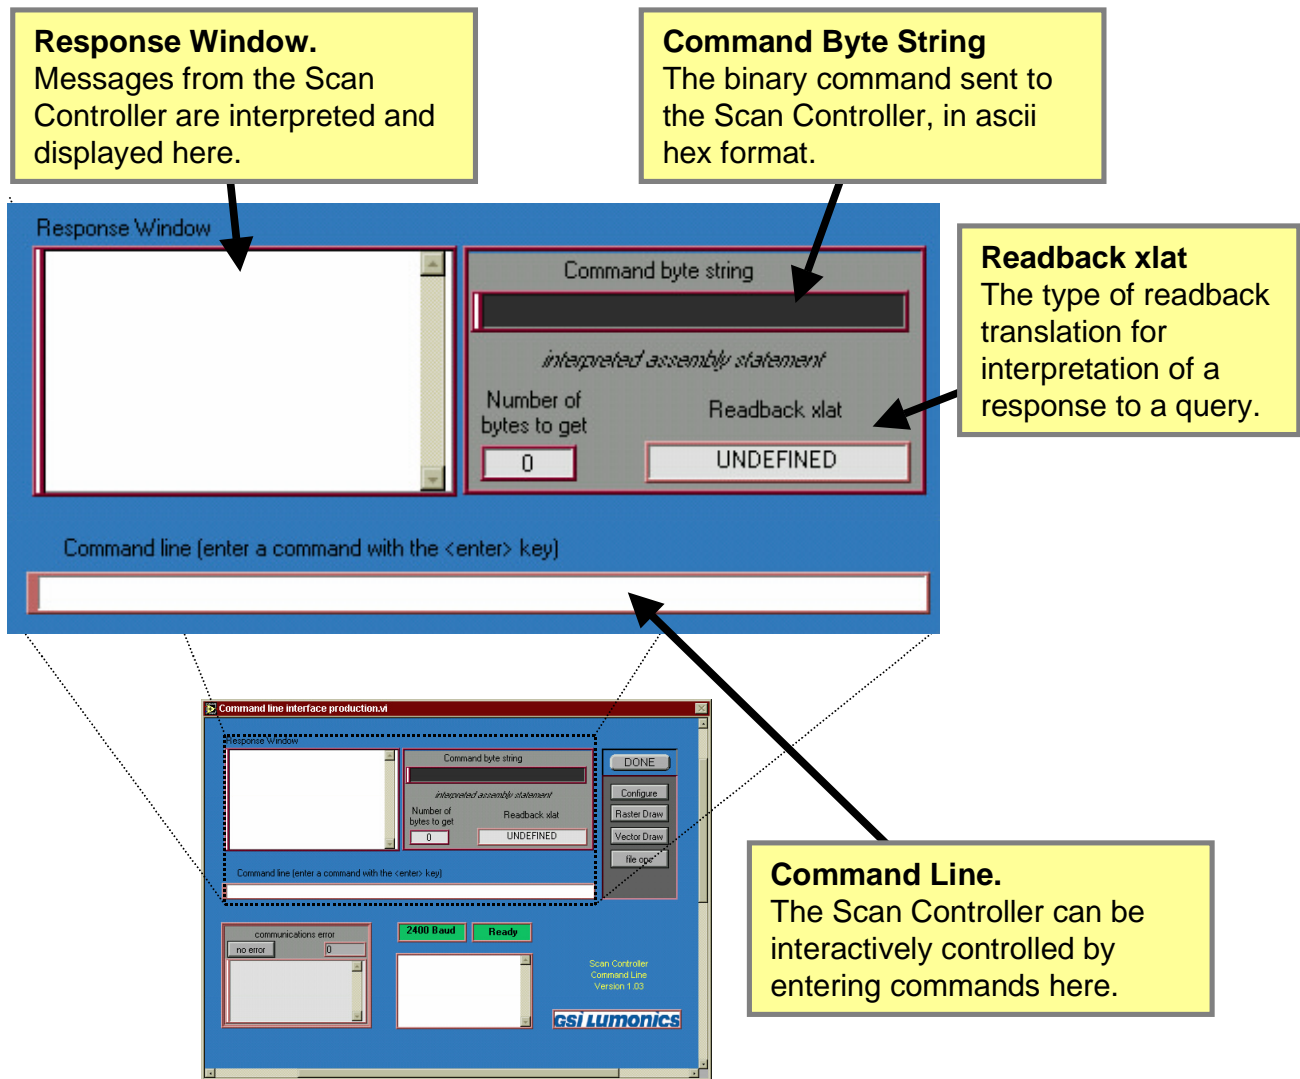 Response Window.
Messages from the Scan
Controller are interpreted and
displayed here.
Command Byte String
The binary command sent to
the Scan Controller, in ascii
hex format.
Readback xlat
The type of readback
translation for
interpretation of a
response to a query.
Response Window
Command byte string
interpreted assembly statement
Number of
bytes to get
0
Readback xlat
UNDEFINED
Command line (enter a command with the <enter> key)
Command line interface production.vi
Response Window
Command byte string
interpreted assembly statement
Number of
bytes to get
0
Readback xlat
UNDEFINED
Command line (enter a command with the <enter> key)
DONE
Configure
Raster Draw
Vector Draw
file ops
communications error
no error
0
2400 Baud
Ready
Scan Controller
Command Line
Version 1.03
GSI LUMONICS
Command Line.
The Scan Controller can be
interactively controlled by
entering commands here.